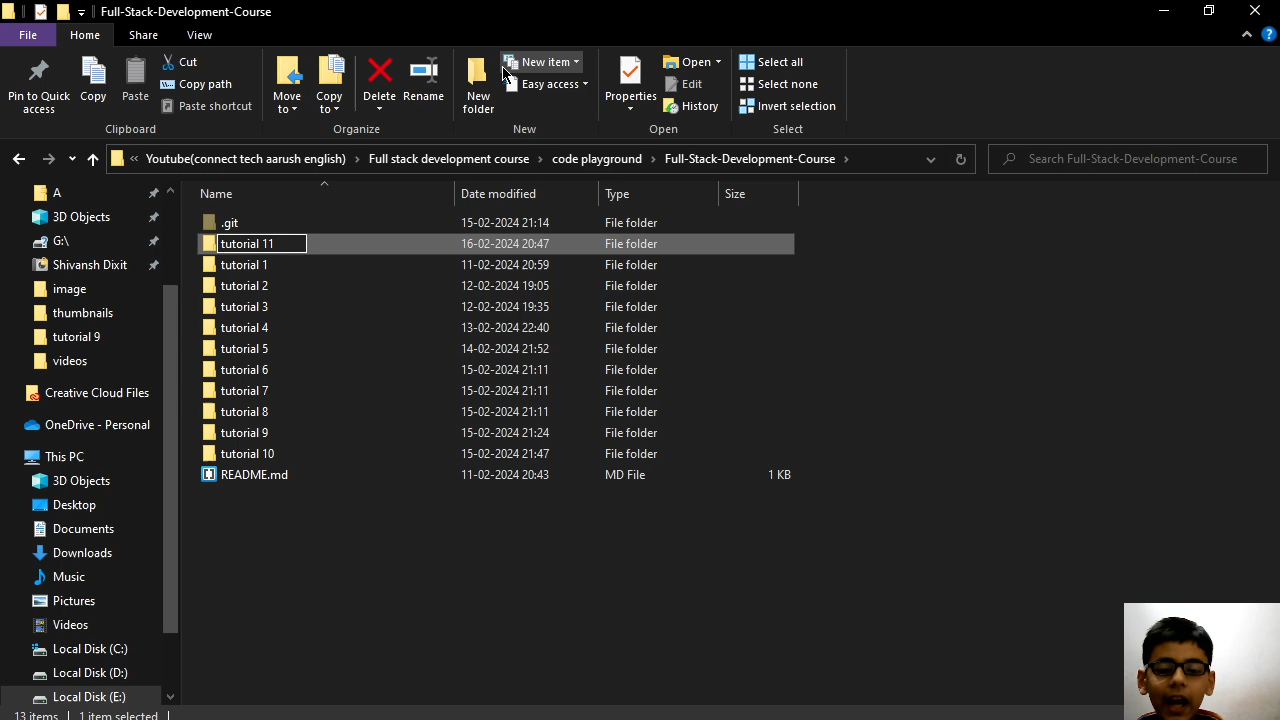 Full-Stack-Development-Course
File Home Share View
Pin to Quick access
Copy
Paste
Cut
Copy path
Paste shortcut
Clipboard
Move to
Copy to
Delete
Rename
Organize
New folder
New item
Easy access
New
Properties
Open
Edit
History
Open
Select all
Select none
Invert selection
Select
« Youtube(connect tech aarush english) > Full stack development course > code playground > Full-Stack-Development-Course >
Search Full-Stack-Development-Course
A
3D Objects
G:\
Shivansh Dixit
image
thumbnails
tutorial 9
videos
Creative Cloud Files
OneDrive - Personal
This PC
3D Objects
Desktop
Documents
Downloads
Music
Pictures
Videos
Local Disk (C:)
Local Disk (D:)
Local Disk (E:)
Name Date modified Type Size
.git 15-02-2024 21:14 File folder
tutorial 11 16-02-2024 20:47 File folder
tutorial 1 11-02-2024 20:59 File folder
tutorial 2 12-02-2024 19:05 File folder
tutorial 3 12-02-2024 19:35 File folder
tutorial 4 13-02-2024 22:40 File folder
tutorial 5 14-02-2024 21:52 File folder
tutorial 6 15-02-2024 21:11 File folder
tutorial 7 15-02-2024 21:11 File folder
tutorial 8 15-02-2024 21:11 File folder
tutorial 9 15-02-2024 21:24 File folder
tutorial 10 15-02-2024 21:47 File folder
README.md 11-02-2024 20:43 MD File 1 KB
13 items 1 item selected